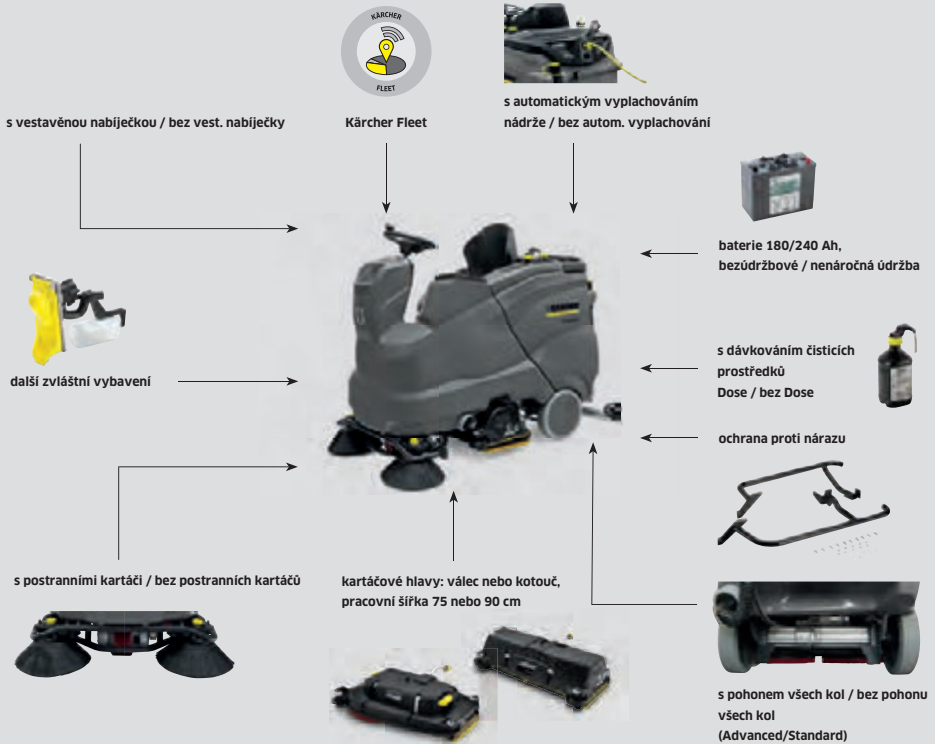 KÄRCHER
FLEET
s automatickým vyplachováním
nádrže / bez autom. vyplachování
s vestavěnou nabíječkou / bez vest. nabíječky
Kärcher Fleet
baterie 180/240 Ah,
bezúdržbové / nenáročná údržba
další zvláštní vybavení
s dávkováním čisticích
prostředků
Dose / bez Dose
ochrana proti nárazu
s postranními kartáči / bez postranních kartáčů
kartáčové hlavy: válec nebo kotouč,
pracovní šířka 75 nebo 90 cm
s pohonem všech kol / bez pohonu
všech kol
(Advanced/Standard)